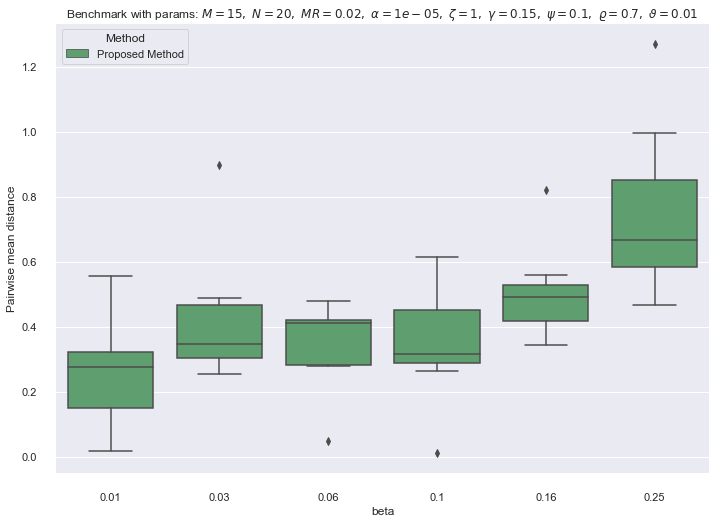 Benchmark with params: M = 15, N = 20, MR = 0.02, α = 1e − 05, ζ = 1, γ = 0.15, ψ = 0.1, ϱ = 0.7, ϑ = 0.01
Method
Proposed Method
1.2
1.0
0.8
0.6
0.4
0.2
0.0
Pairwise mean distance
0.01 0.03 0.06 0.1 0.16 0.25
beta